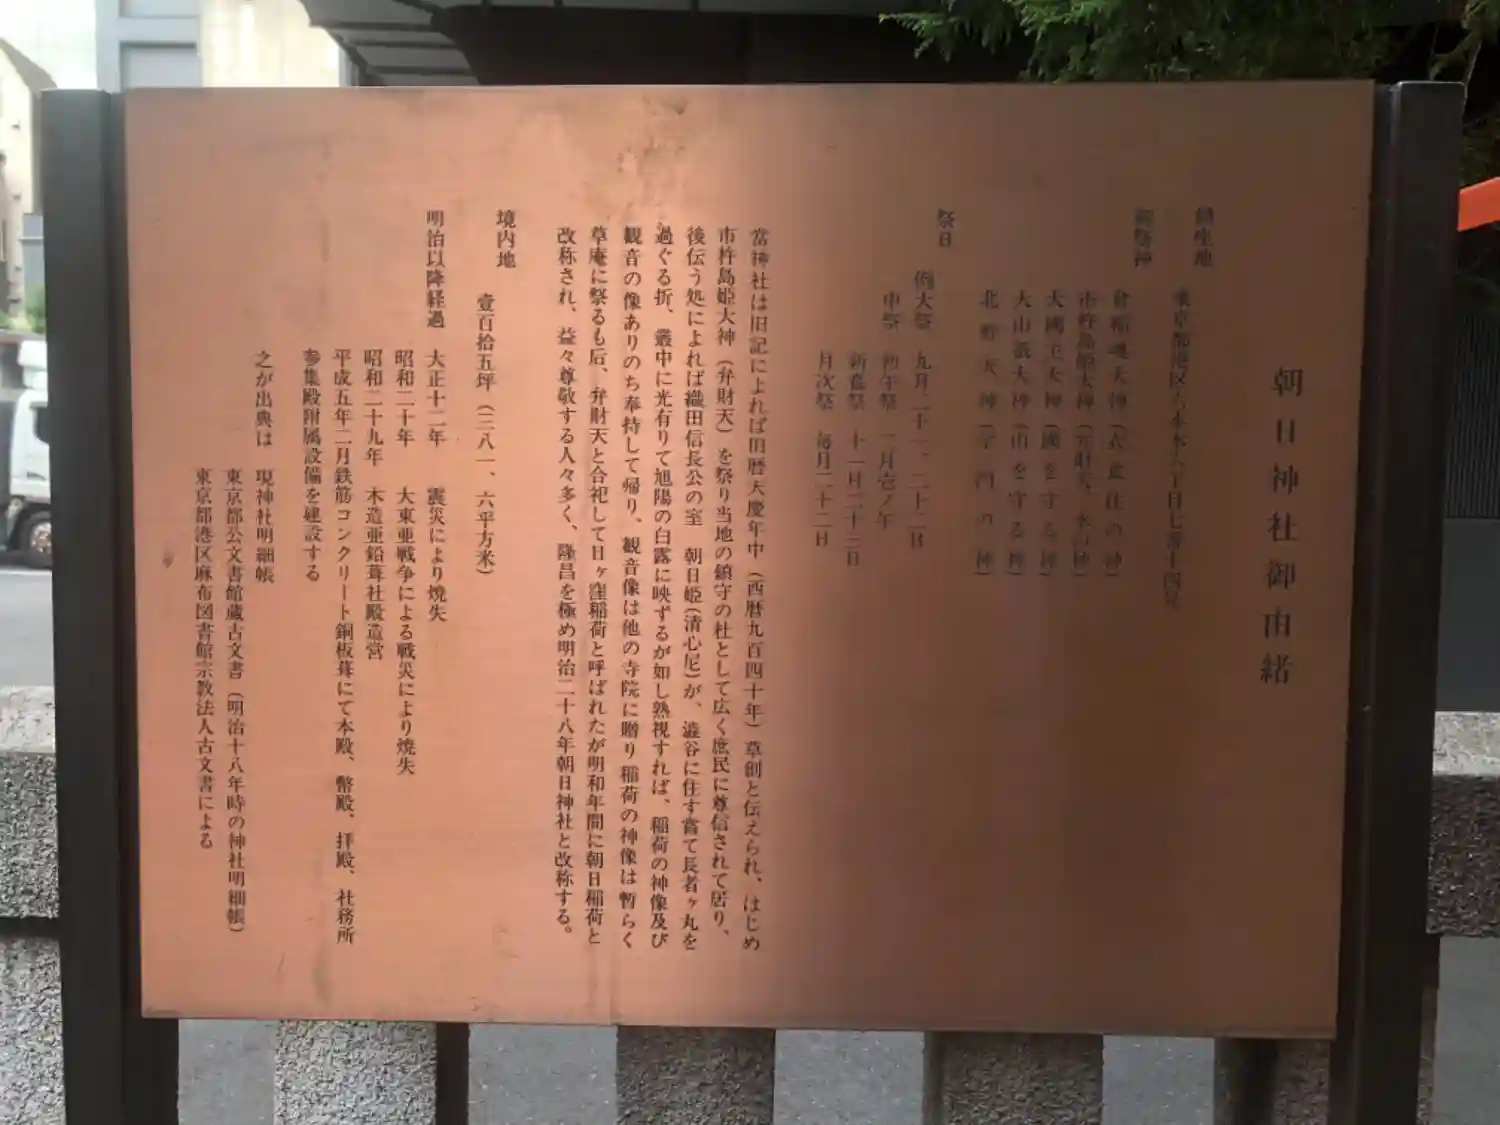 朝日神社御由緒
鎮座地
東京都港区六本木六丁目七番十四号
御祭神
倉稲魂大神（衣食住の神）
市杵島姫大神（弁財天、水の神）
大國主大神（國を守る神）
大山祇大神（山を守る神）
北野天神（学問の神）
祭日
例大祭 九月二十一、二十二日
中祭 初午祭 二月壱ノ午
新嘗祭 十一月二十三日
月次祭 毎月二十二日
當神社は旧記によれば旧暦天慶年中（西暦九百四十年）草創と伝えられ、はじめ
市杵島姫大神（弁財天）を祭り当地の鎮守の社として広く庶民に尊信されて居り、
後伝う処によれば織田信長公の室 朝日姫（清心尼）が、澁谷に住す嘗て長者ヶ丸を
過ぐる折、叢中に光有りて旭陽の白露に映ずるが如し熟視すれば、稲荷の神像及び
観音の像ありのち奉持して帰り、観音像は他の寺院に贈り稲荷の神像は暫らく
草庵に祭るも后、弁財天と合祀して日ヶ窪稲荷と呼ばれたが明和年間に朝日稲荷と
改称され、益々尊敬する人々多く、隆昌を極め明治二十八年朝日神社と改称する。
境内地
壹百拾五坪（三八一、六平方米）
明治以降経過 大正十二年 震災により焼失
昭和二十年 大東亜戦争による戦災により焼失
昭和二十九年 木造亜鉛葺社殿造営
平成五年二月鉄筋コンクリート銅板葺にて本殿、幣殿、拝殿、社務所
参集殿附属設備を建設する
之が出典は 現神社明細帳
東京都公文書館蔵古文書（明治十八年時の神社明細帳）
東京都港区麻布図書館宗教法人古文書による